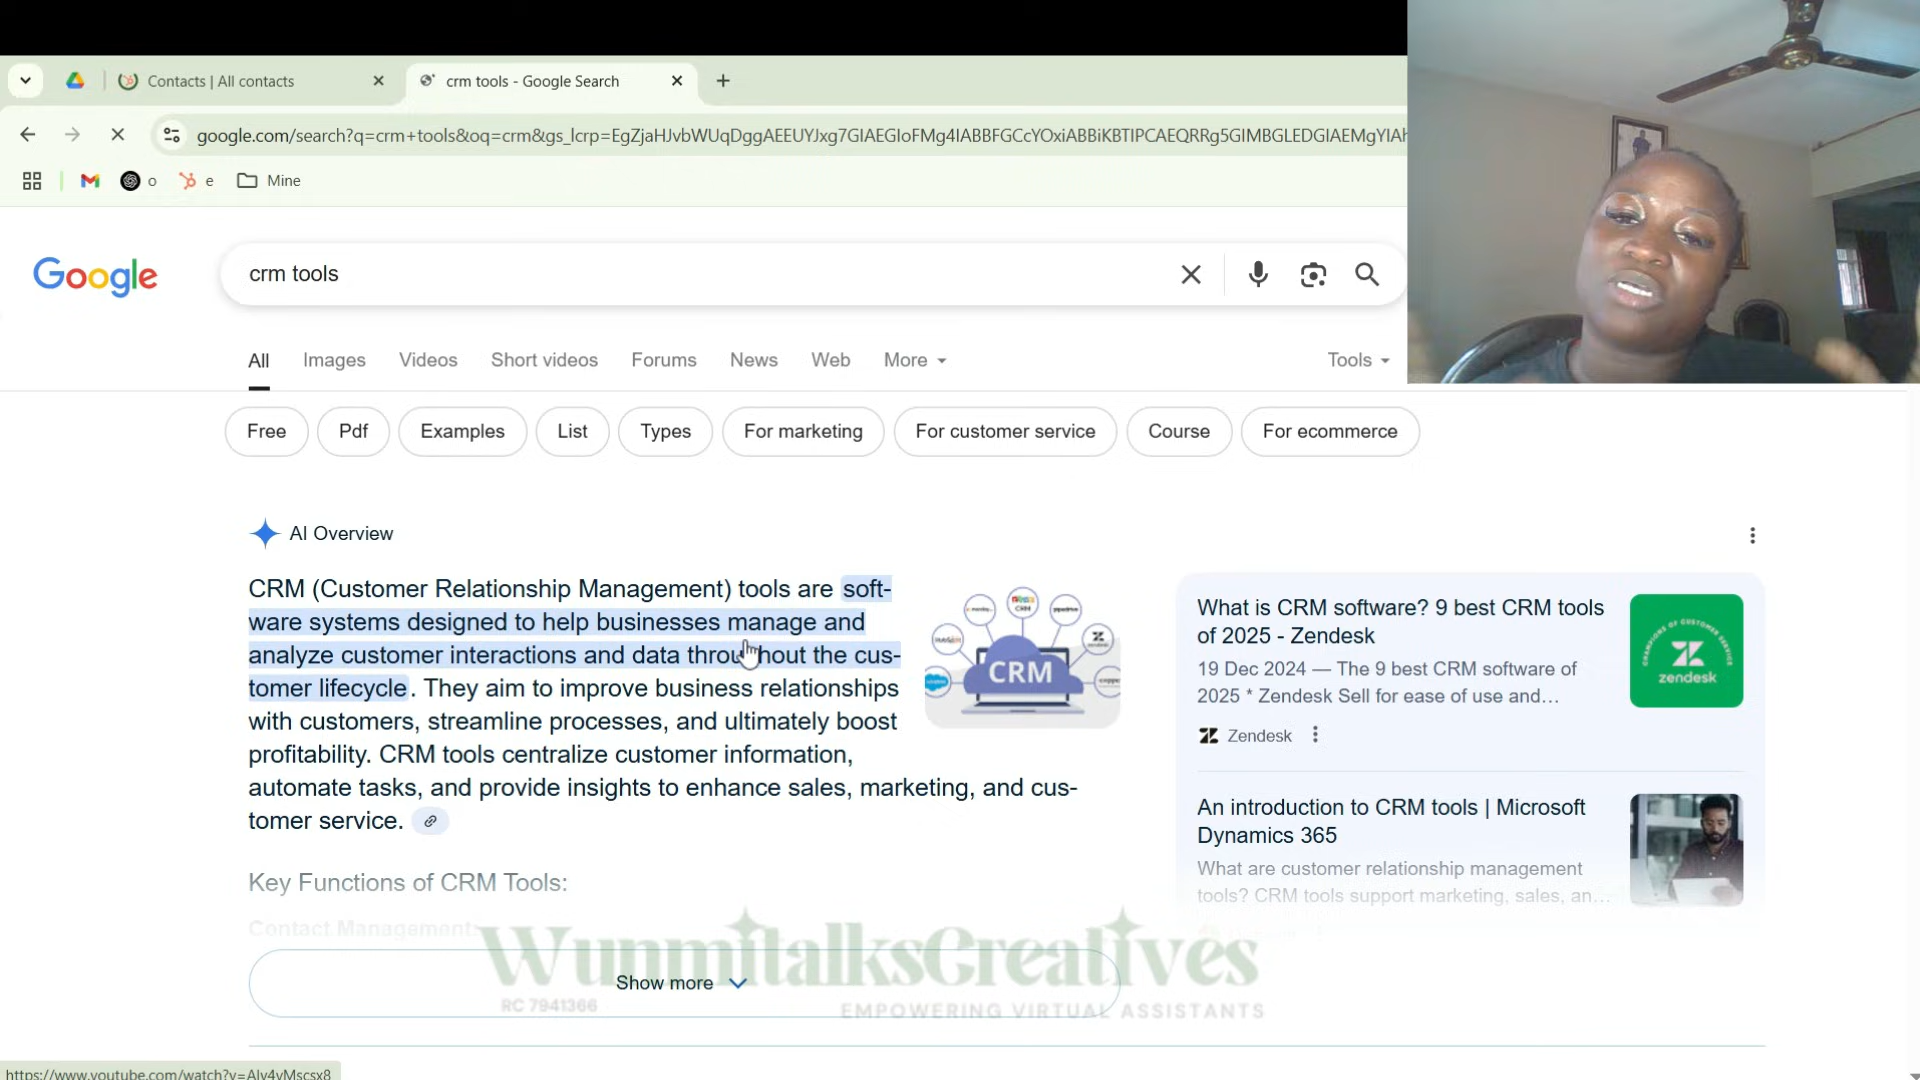 Contacts | All contacts
crm tools - Google Search
google.com/search?q=crm+tools&oq=crm&gs_lcrp=
o
e
Mine
Google
crm tools
All
Images
Videos
Short videos
Forums
News
Web
More
Tools
Free
Pdf
Examples
List
Types
For marketing
For customer service
Course
For ecommerce
AI Overview
CRM (Customer Relationship Management) tools are soft-
ware systems designed to help businesses manage and
analyze customer interactions and data throughout the cus-
tomer lifecycle. They aim to improve business relationships
with customers, streamline processes, and ultimately boost
profitability. CRM tools centralize customer information,
automate tasks, and provide insights to enhance sales, marketing, and cus-
tomer service.
CRM
Key Functions of CRM Tools:
Contact Management:
Show more
What is CRM software? 9 best CRM tools
of 2025 - Zendesk
19 Dec 2024 — The 9 best CRM software of
2025 * Zendesk Sell for ease of use and...
Zendesk
CHAMPIONS OF CUSTOMER SERVICE
zendesk
An introduction to CRM tools | Microsoft
Dynamics 365
What are customer relationship management
tools? CRM tools support marketing, sales, an...
WunmitalksCreatives
RC 7941366
EMPOWERING VIRTUAL ASSISTANTS